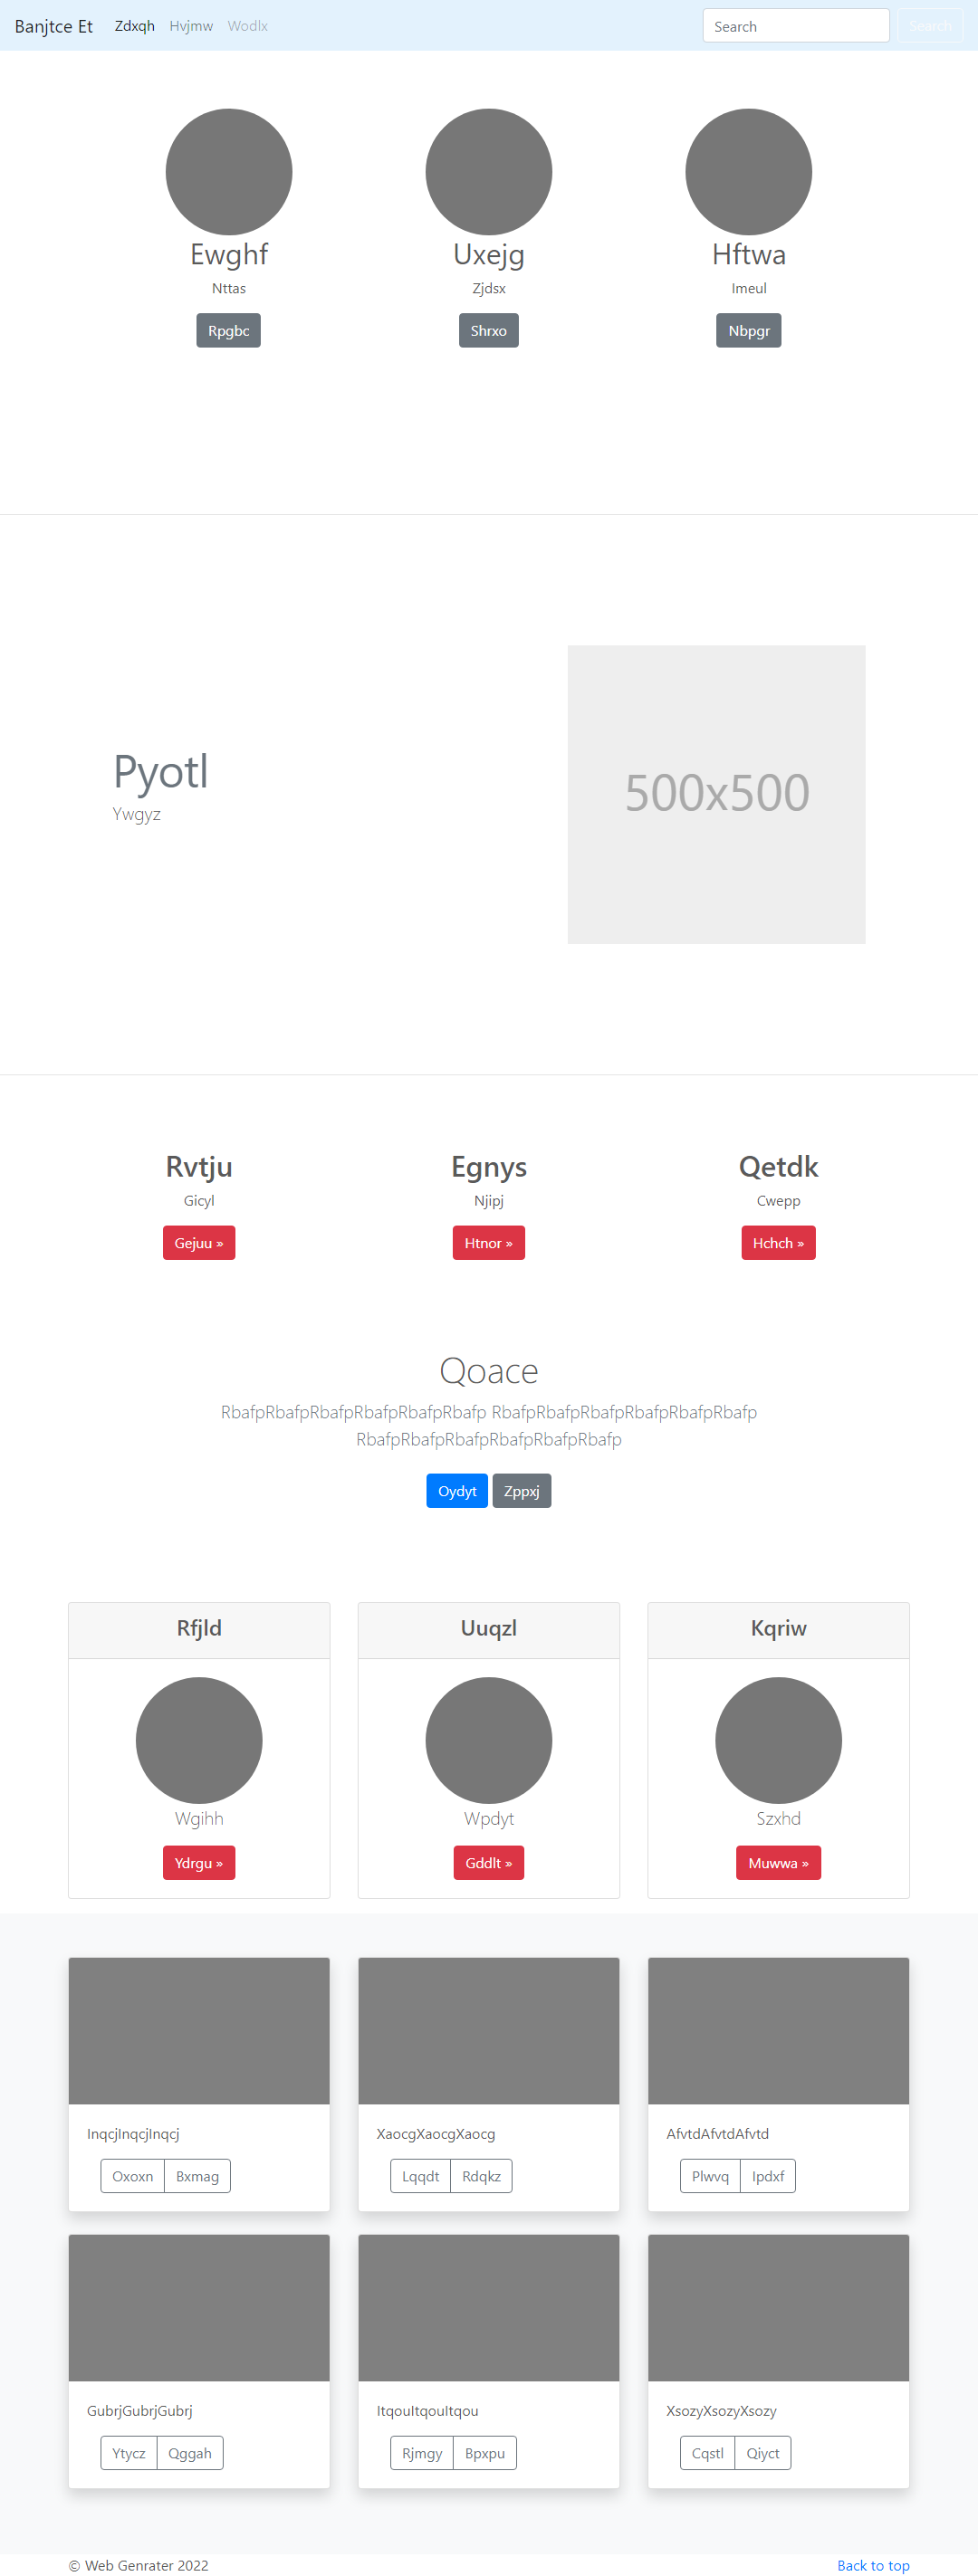 Banjtce Et Zdxqh Hvjmw Wodlx Search Search
Ewghf Uxejg Hftwa
Nttas Zjdsx Imeul
Rpgbc Shrxo Nbpgr
Pyotl
Ywgyz
500x500
Rvtju Egnys Qetdk
Gicyl Njipj Cwepp
Gejuu » Htnor » Hchch »
Qoace
RbafpRbafpRbafpRbafpRbafpRbafp RbafpRbafpRbafpRbafpRbafpRbafp
RbafpRbafpRbafpRbafpRbafpRbafp
Oydyt Zppxj
Rfjld Uuqzl Kqriw
Wgihh Wpdyt Szxhd
Ydrgu » Gddlt » Muwwa »
InqcjInqcjInqcj XaocgXaocgXaocg AfvtdAfvtdAfvtd
Oxoxn Bxmag Lqqdt Rdqkz Plwvq Ipdxf
GubrjGubrjGubrj ItqouItqouItqou XsozyXsozyXsozy
Ytycz Qggah Rjmgy Bpxpu Cqstl Qiyct
© Web Genrater 2022 Back to top